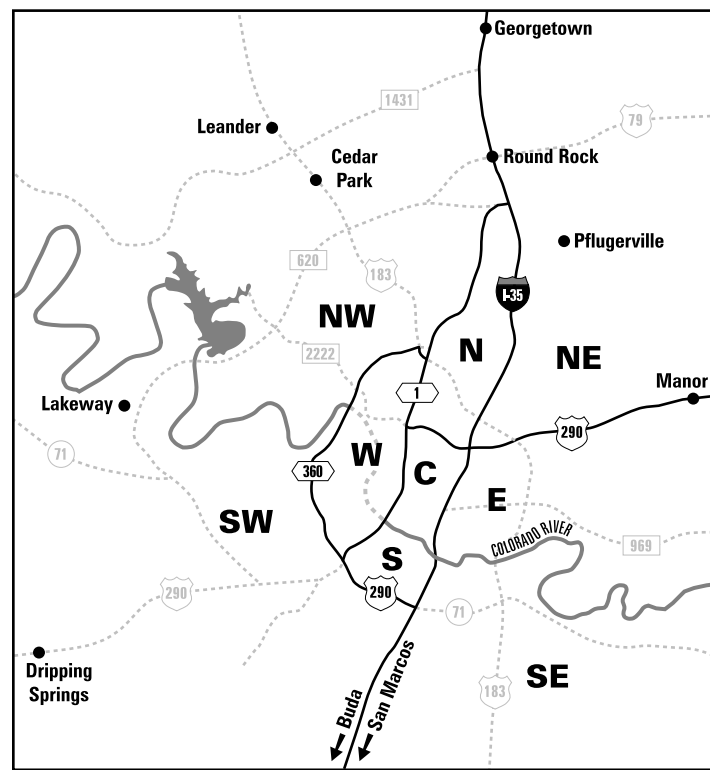 Georgetown
1431
79
Leander
Cedar
Park
Round Rock
Pflugerville
620
183
I-35
NW
N
NE
2222
1
Manor
Lakeway
290
71
W
360
C
E
SW
COLORADO RIVER
969
S
290
290
71
Dripping
Springs
SE
183
Buda
San Marcos